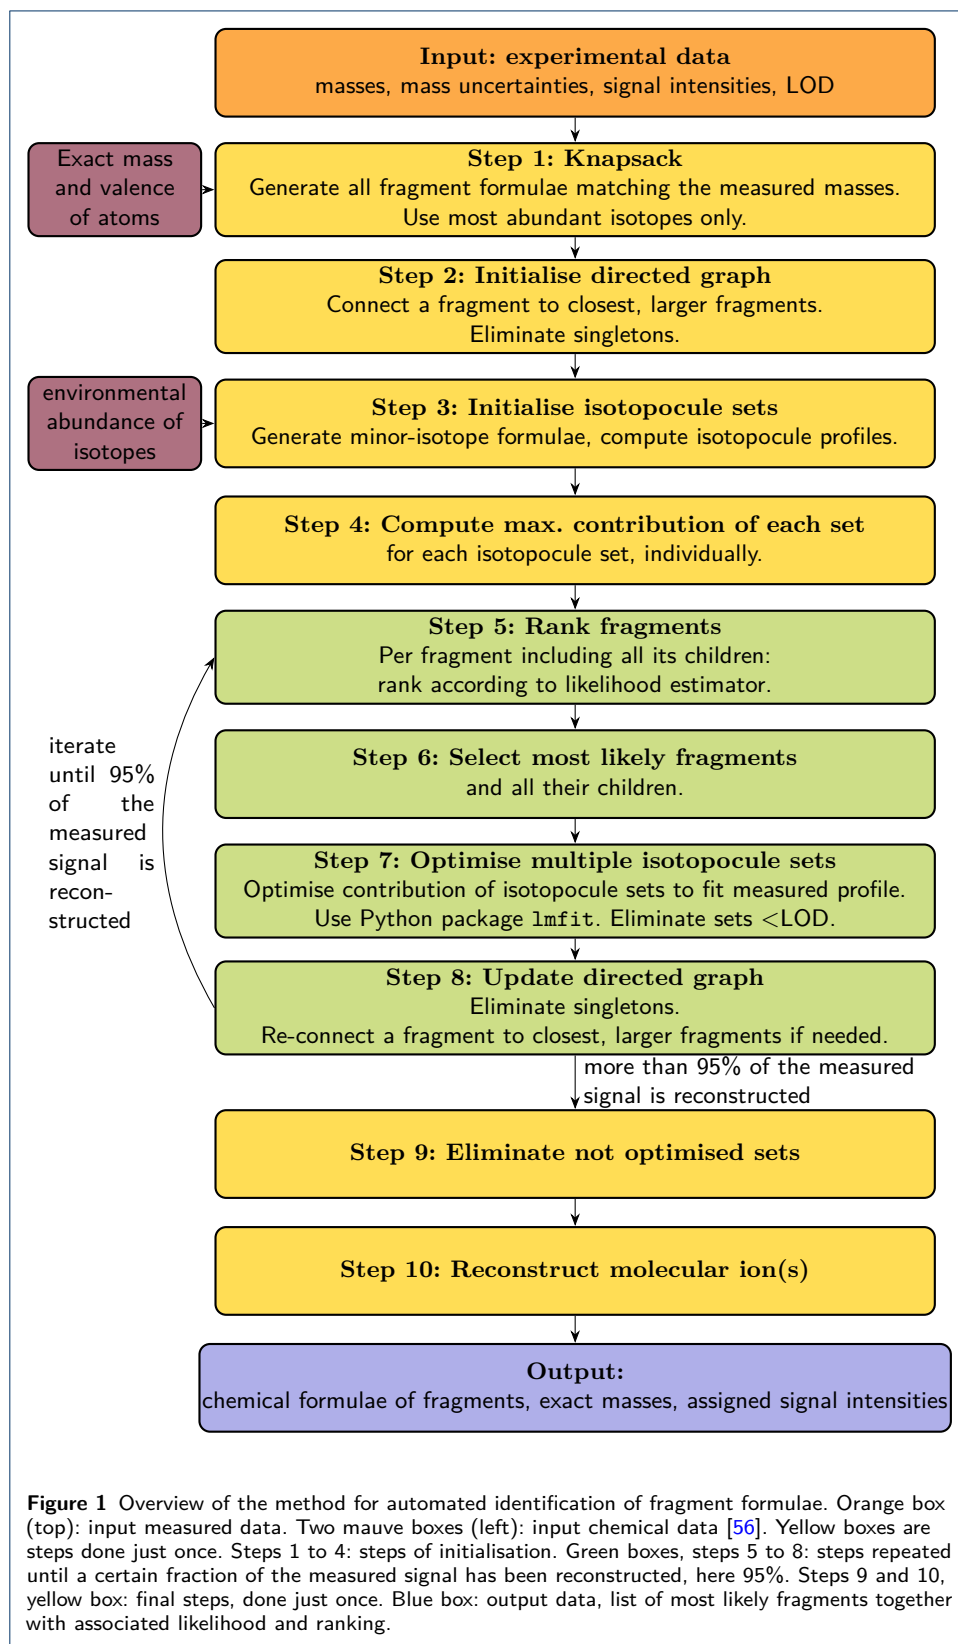 Input: experimental data
masses, mass uncertainties, signal intensities, LOD
Exact mass
and valence
of atoms
Step 1: Knapsack
Generate all fragment formulae matching the measured masses.
Use most abundant isotopes only.
Step 2: Initialise directed graph
Connect a fragment to closest, larger fragments.
Eliminate singletons.
environmental
abundance of
isotopes
Step 3: Initialise isotopocule sets
Generate minor-isotope formulae, compute isotopocule profiles.
Step 4: Compute max. contribution of each set
for each isotopocule set, individually.
Step 5: Rank fragments
Per fragment including all its children:
rank according to likelihood estimator.
iterate
until 95%
of the
measured
signal is
recon-
structed
Step 6: Select most likely fragments
and all their children.
Step 7: Optimise multiple isotopocule sets
Optimise contribution of isotopocule sets to fit measured profile.
Use Python package lmfit. Eliminate sets <LOD.
Step 8: Update directed graph
Eliminate singletons.
Re-connect a fragment to closest, larger fragments if needed.
more than 95% of the measured
signal is reconstructed
Step 9: Eliminate not optimised sets
Step 10: Reconstruct molecular ion(s)
Output:
chemical formulae of fragments, exact masses, assigned signal intensities
Figure 1 Overview of the method for automated identification of fragment formulae. Orange box
(top): input measured data. Two mauve boxes (left): input chemical data [56]. Yellow boxes are
steps done just once. Steps 1 to 4: steps of initialisation. Green boxes, steps 5 to 8: steps repeated
until a certain fraction of the measured signal has been reconstructed, here 95%. Steps 9 and 10,
yellow box: final steps, done just once. Blue box: output data, list of most likely fragments together
with associated likelihood and ranking.